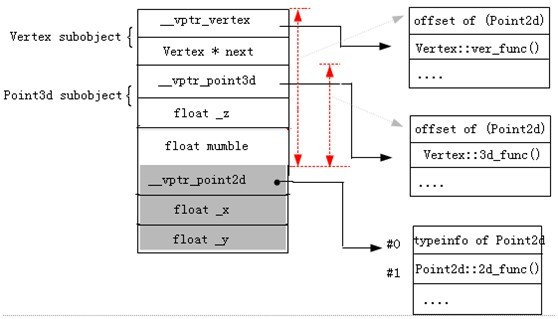 Vertex subobject
Point3d subobject
__vptr_vertex
Vertex * next
__vptr_point3d
float _z
float mumble
__vptr_point2d
float _x
float _y
offset of (Point2d)
Vertex::ver_func()
....
offset of (Point2d)
Vertex::3d_func()
....
#0
typeinfo of Point2d
#1
Point2d::2d_func()
....